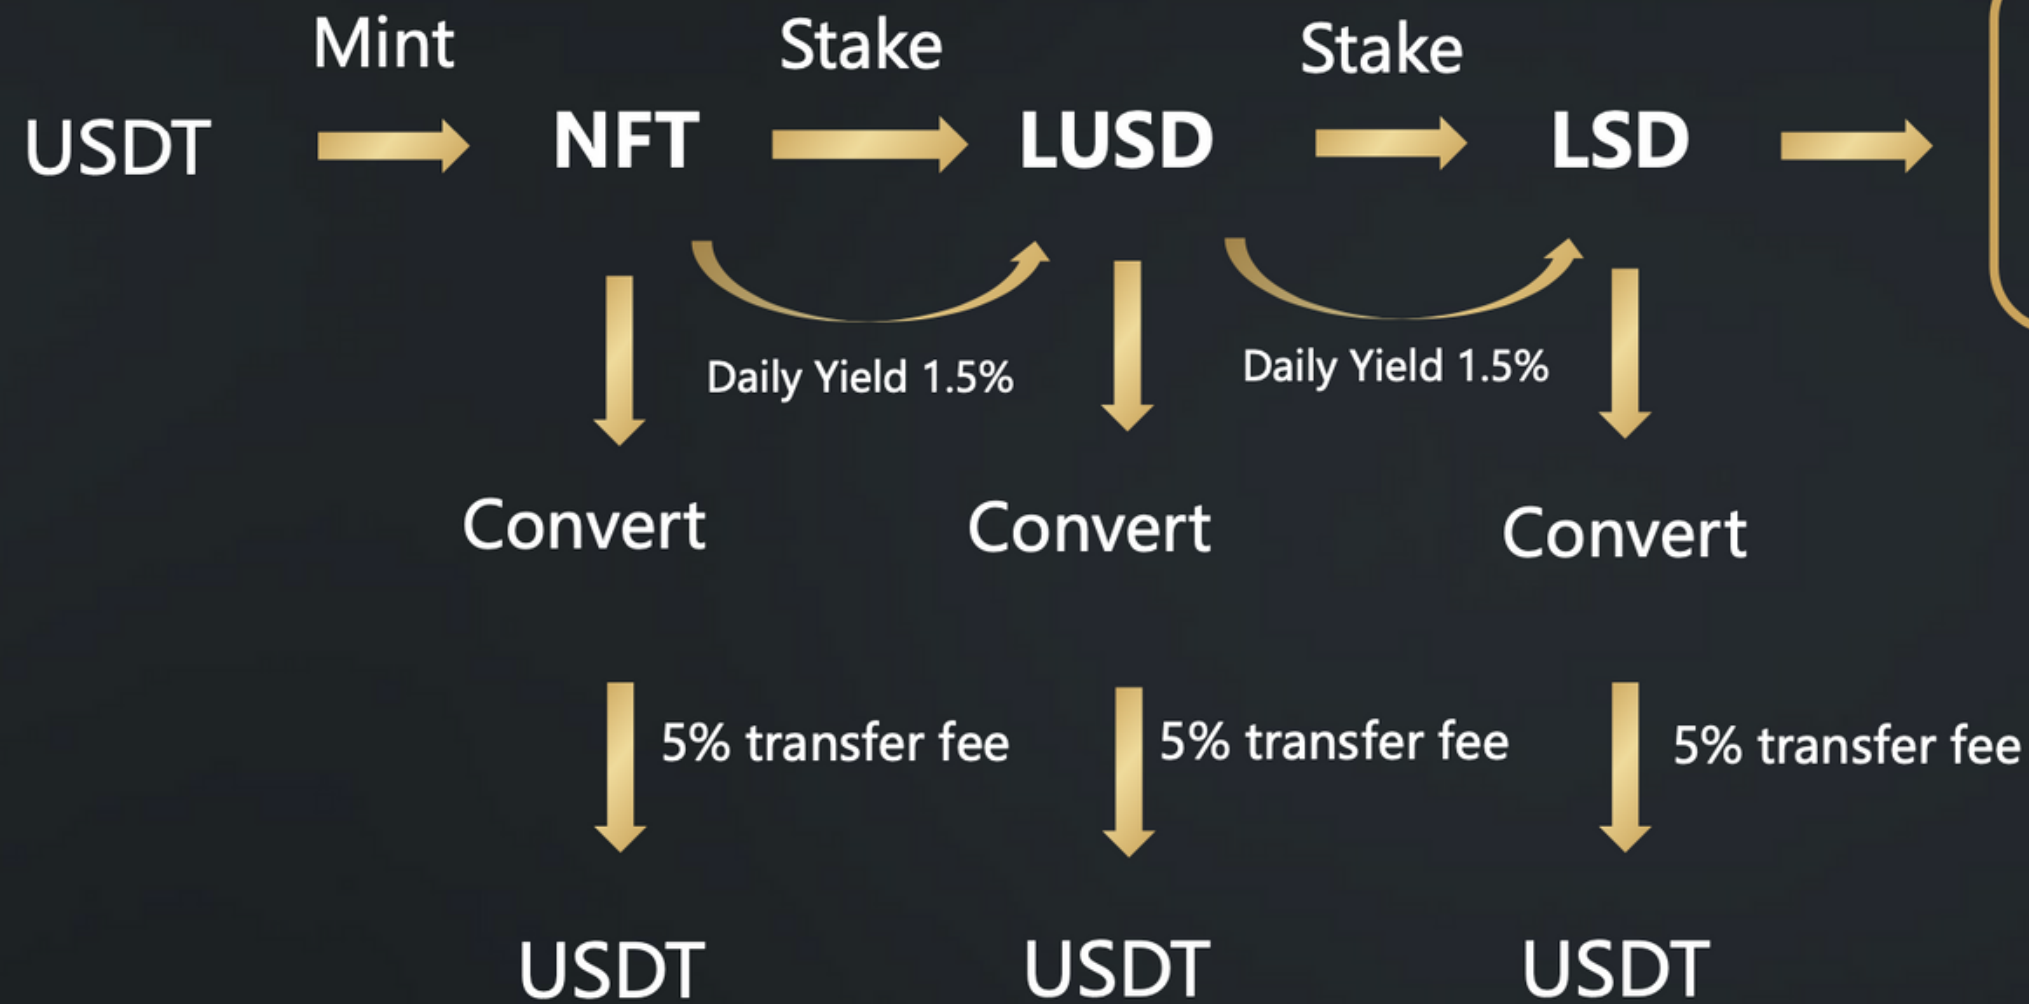 Mint Stake Stake
USDT NFT LUSD LSD
Daily Yield 1.5% Daily Yield 1.5%
Convert Convert Convert
5% transfer fee 5% transfer fee 5% transfer fee
USDT USDT USDT